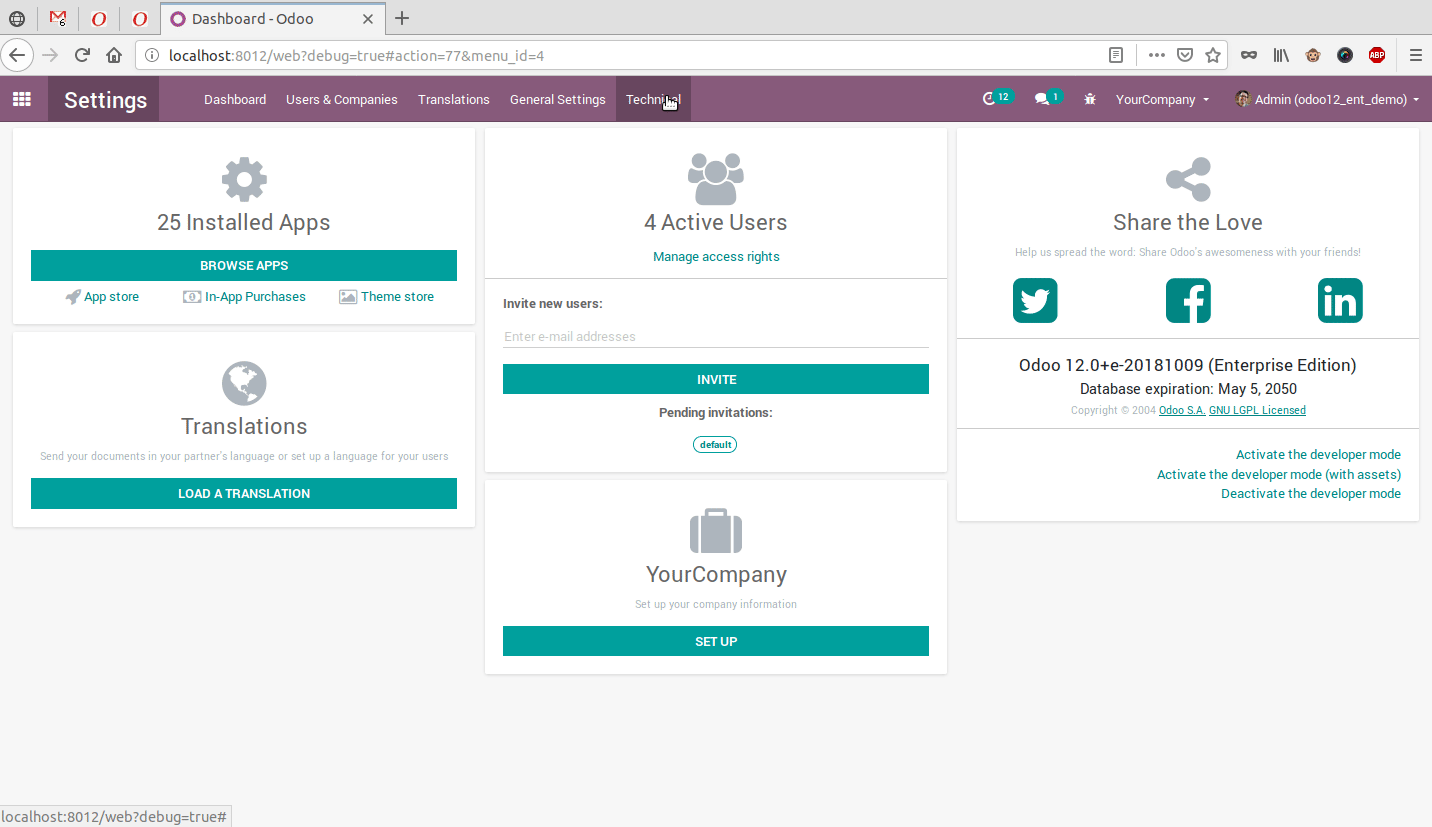 6
Dashboard - Odoo
localhost:8012/web?debug=true#action=77&menu_id=4
ABP
Settings
Dashboard
Users & Companies
Translations
General Settings
Technical
12
1
YourCompany
Admin (odoo12_ent_demo)
25 Installed Apps
BROWSE APPS
App store
In-App Purchases
Theme store
Translations
Send your documents in your partner's language or set up a language for your users
LOAD A TRANSLATION
4 Active Users
Manage access rights
Invite new users:
Enter e-mail addresses
INVITE
Pending invitations:
default
YourCompany
Set up your company information
SET UP
Share the Love
Help us spread the word: Share Odoo's awesomeness with your friends!
Odoo 12.0+e-20181009 (Enterprise Edition)
Database expiration: May 5, 2050
Copyright © 2004 Odoo S.A. GNU LGPL Licensed
Activate the developer mode
Activate the developer mode (with assets)
Deactivate the developer mode
localhost:8012/web?debug=true#